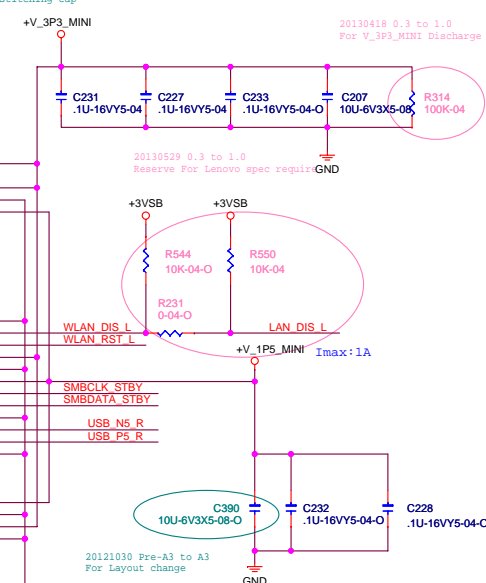 Stitching cap
+V_3P3_MINI
20130418 0.3 to 1.0
For V_3P3_MINI Discharge
C231
.1U-16VY5-04
C227
.1U-16VY5-04
C233
.1U-16VY5-04-O
C207
10U-6V3X5-08
R314
100K-04
20130529 0.3 to 1.0
Reserve For Lenovo spec require
GND
+3VSB
+3VSB
R544
10K-04-O
R550
10K-04
R231
0-04-O
WLAN_DIS_L
LAN_DIS_L
WLAN_RST_L
+V_1P5_MINI
Imax:1A
SMBCLK_STBY
SMBDATA_STBY
USB_N5_R
USB_P5_R
C390
10U-6V3X5-08-O
C232
.1U-16VY5-04-O
C228
.1U-16VY5-04-O
20121030 Pre-A3 to A3
For Layout change
GND